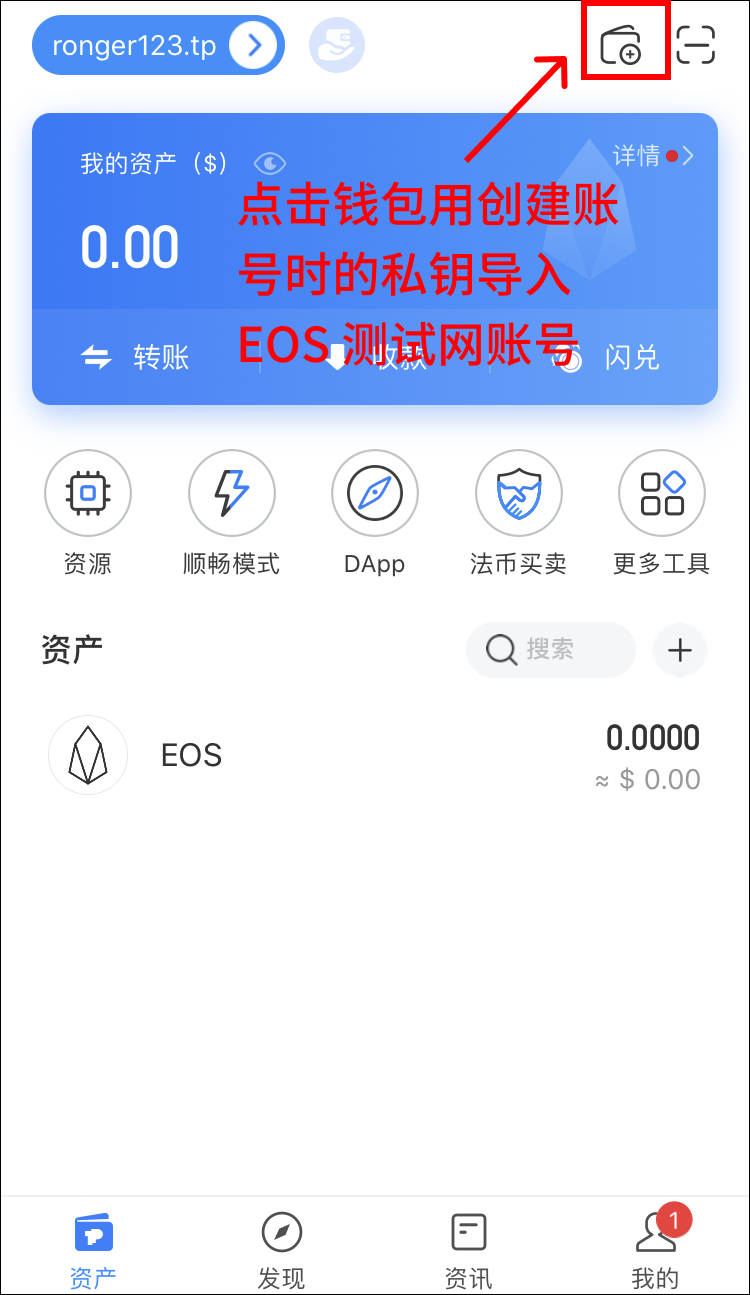 ronger123.tp
我的资产（$）
详情
0.00
点击钱包用创建账
号时的私钥导入
EOS 测试网账号
转账
收款
闪兑
资源
顺畅模式
DApp
法币买卖
更多工具
资产
搜索
EOS
0.0000
≈ $ 0.00
资产
发现
资讯
1
我的